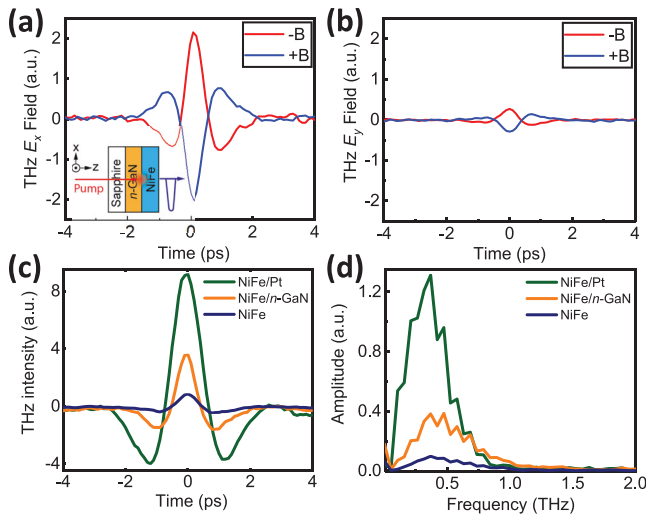 (a)
-B
+B
THz Ex Field (a.u.)
2
1
0
-1
-2
x
z
Sapphire
n-GaN
NiFe
Pump
-4 -2 0 2 4
Time (ps)
(b)
-B
+B
THz Ey Field (a.u.)
2
1
0
-1
-2
-4 -2 0 2 4
Time (ps)
(c)
NiFe/Pt
NiFe/n-GaN
NiFe
THz intensity (a.u.)
8
4
0
-4
-4 -2 0 2 4
Time (ps)
(d)
NiFe/Pt
NiFe/n-GaN
NiFe
Amplitude (a.u.)
1.2
0.8
0.4
0.0
0.5 1.0 1.5 2.0
Frequency (THz)